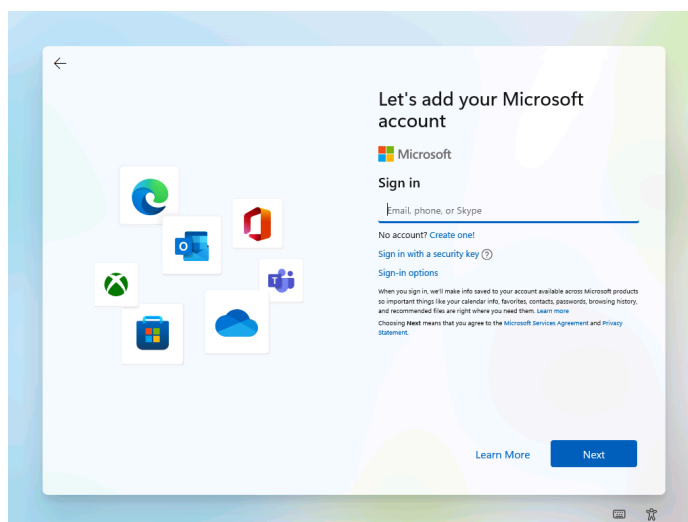 Let's add your Microsoft
account
Microsoft
Sign in
Email, phone, or Skype
No account? Create one!
Sign in with a security key
Sign-in options
When you sign in, we'll make info saved to your account available across Microsoft products
so important things like your calendar info, favorites, contacts, passwords, browsing history,
and recommended files are right where you need them. Learn more
Choosing Next means that you agree to the Microsoft Services Agreement and Privacy
Statement.
Learn More
Next